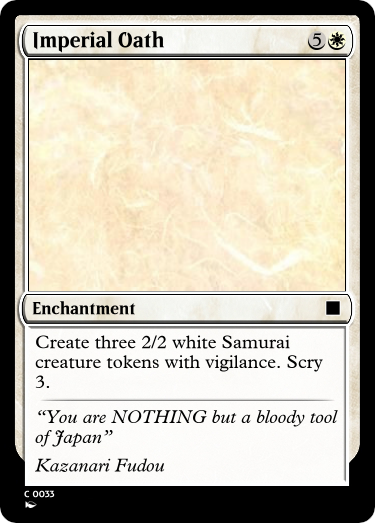 Imperial Oath 5
Enchantment
Create three 2/2 white Samurai
creature tokens with vigilance. Scry
3.
“You are NOTHING but a bloody tool
of Japan”
Kazanari Fudou
C 0033